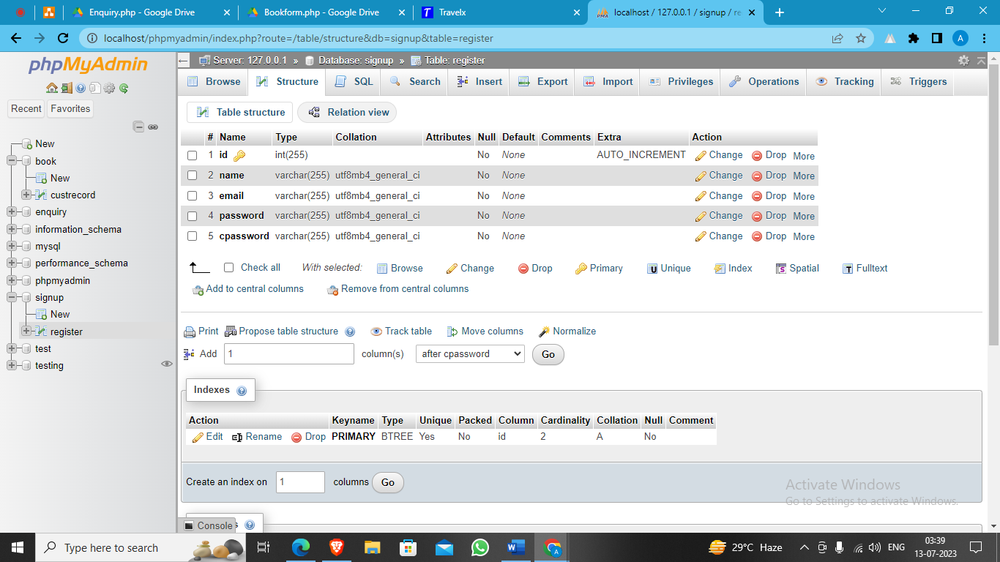 Enquiry.php - Google Drive
Bookform.php - Google Drive
Travelx
localhost / 127.0.0.1 / signup / re
localhost/phpmyadmin/index.php?route=/table/structure&db=signup&table=register
A
phpMyAdmin
Recent Favorites
New
book
New
custrecord
enquiry
information_schema
mysql
performance_schema
phpmyadmin
signup
New
register
test
testing
Server: 127.0.0.1 » Database: signup » Table: register
Browse Structure SQL Search Insert Export Import Privileges Operations Tracking Triggers
Table structure Relation view
# Name Type Collation Attributes Null Default Comments Extra Action
1 id int(255) No None AUTO_INCREMENT Change Drop More
2 name varchar(255) utf8mb4_general_ci No None Change Drop More
3 email varchar(255) utf8mb4_general_ci No None Change Drop More
4 password varchar(255) utf8mb4_general_ci No None Change Drop More
5 cpassword varchar(255) utf8mb4_general_ci No None Change Drop More
Check all With selected: Browse Change Drop Primary Unique Index Spatial Fulltext
Add to central columns Remove from central columns
Print Propose table structure Track table Move columns Normalize
Add 1 column(s) after cpassword Go
Indexes
Action Keyname Type Unique Packed Column Cardinality Collation Null Comment
Edit Rename Drop PRIMARY BTREE Yes No id 2 A No
Create an index on 1 columns Go
Activate Windows
Go to Settings to activate Windows.
Console
Type here to search
29°C Haze
ENG
03:39
13-07-2023